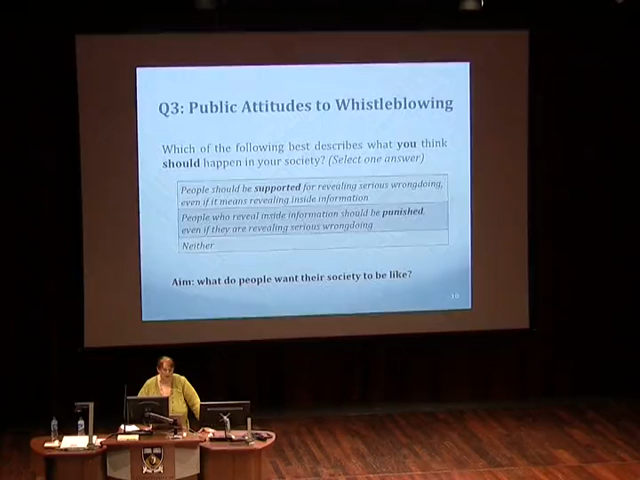 Q3: Public Attitudes to Whistleblowing
Which of the following best describes what you think
should happen in your society? (Select one answer)
People should be supported for revealing serious wrongdoing,
even if it means revealing inside information
People who reveal inside information should be punished,
even if they are revealing serious wrongdoing
Neither
Aim: what do people want their society to be like?
10